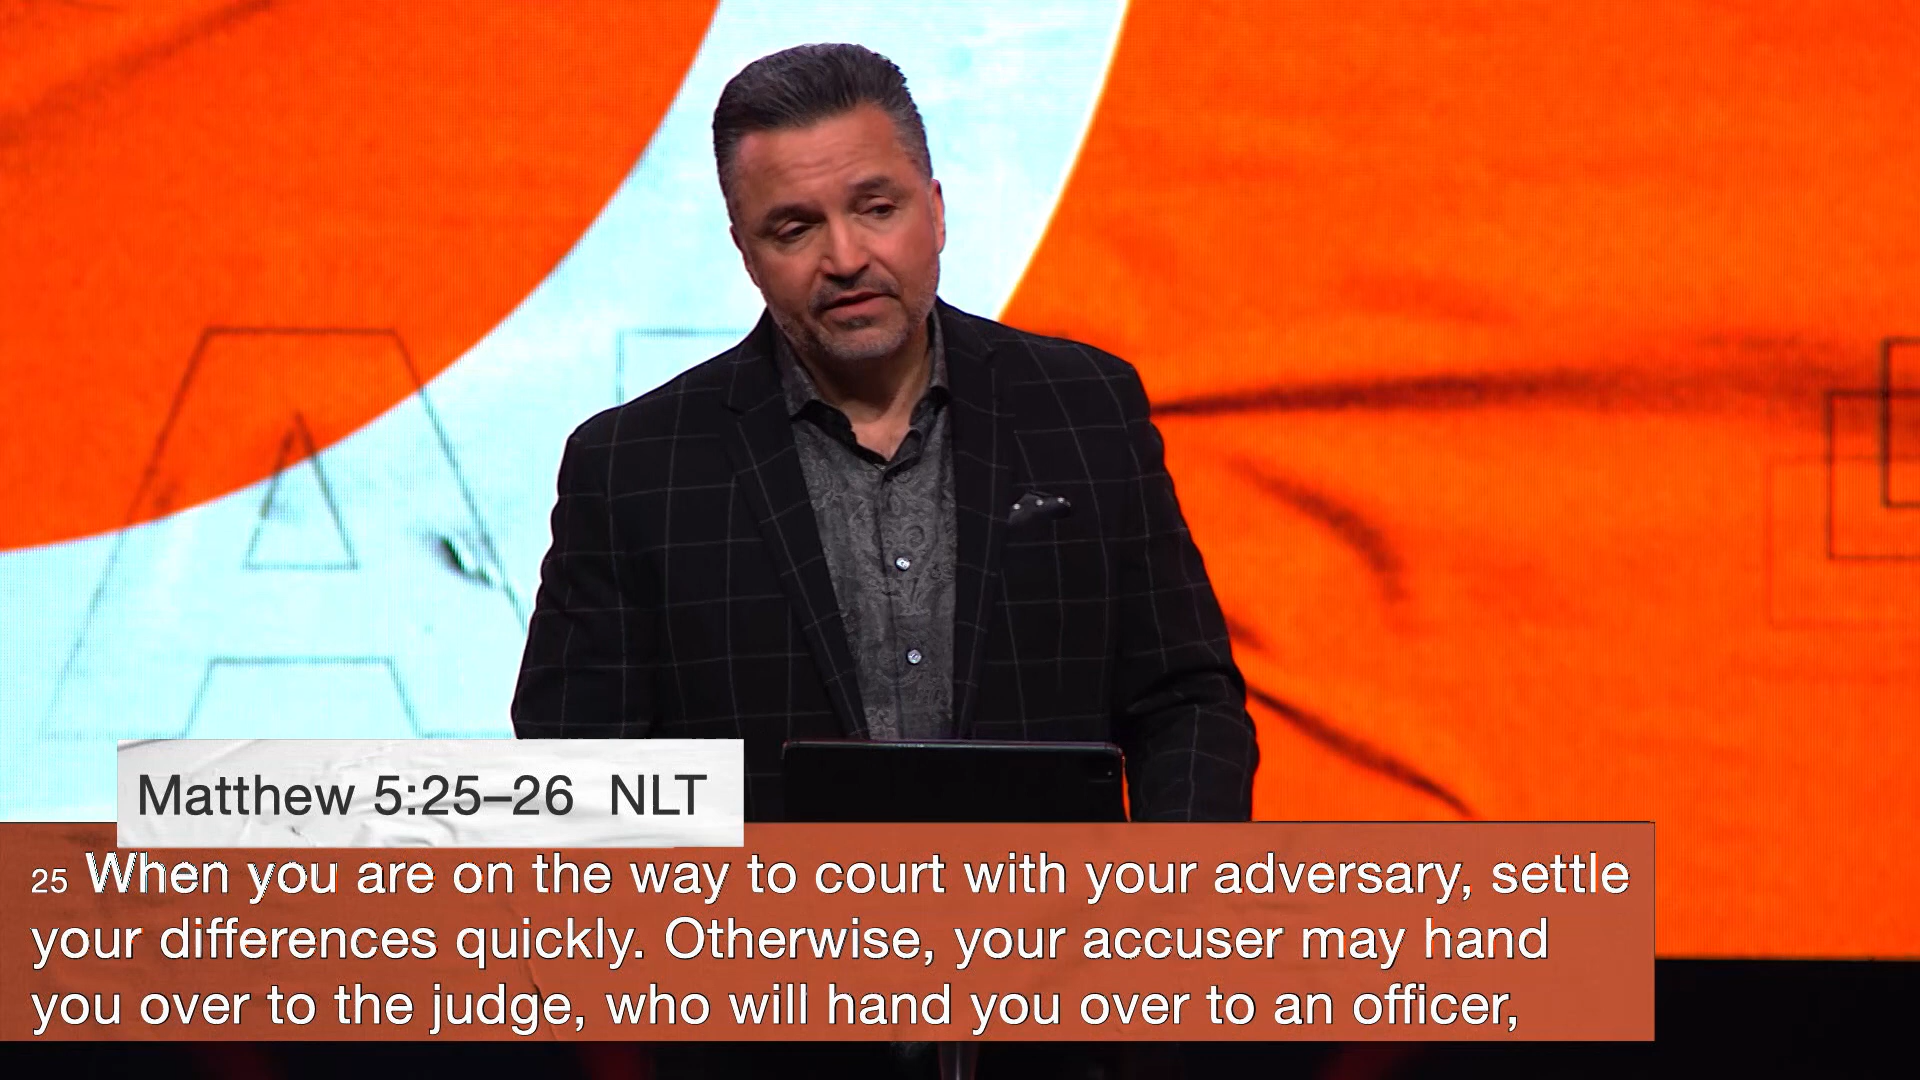 A
Matthew 5:25–26 NLT
25 When you are on the way to court with your adversary, settle
your differences quickly. Otherwise, your accuser may hand
you over to the judge, who will hand you over to an officer,